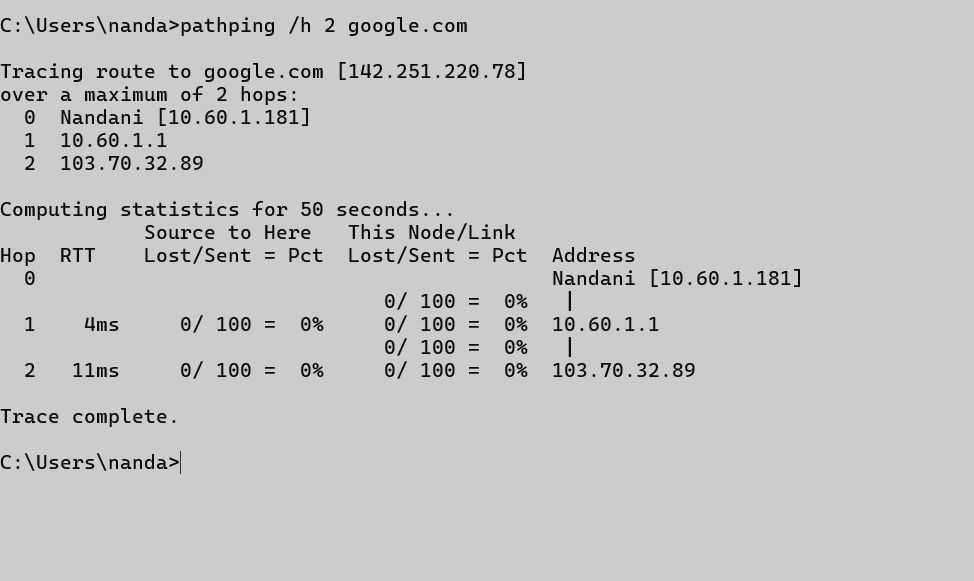 C:\Users\nanda>pathping /h 2 google.com
Tracing route to google.com [142.251.220.78]
over a maximum of 2 hops:
  0  Nandani [10.60.1.181]
  1  10.60.1.1
  2  103.70.32.89
Computing statistics for 50 seconds...
            Source to Here   This Node/Link
Hop  RTT    Lost/Sent = Pct  Lost/Sent = Pct  Address
  0                                           Nandani [10.60.1.181]
                                0/ 100 =  0%   |
  1    4ms     0/ 100 =  0%     0/ 100 =  0%  10.60.1.1
                                0/ 100 =  0%   |
  2   11ms     0/ 100 =  0%     0/ 100 =  0%  103.70.32.89
Trace complete.
C:\Users\nanda>